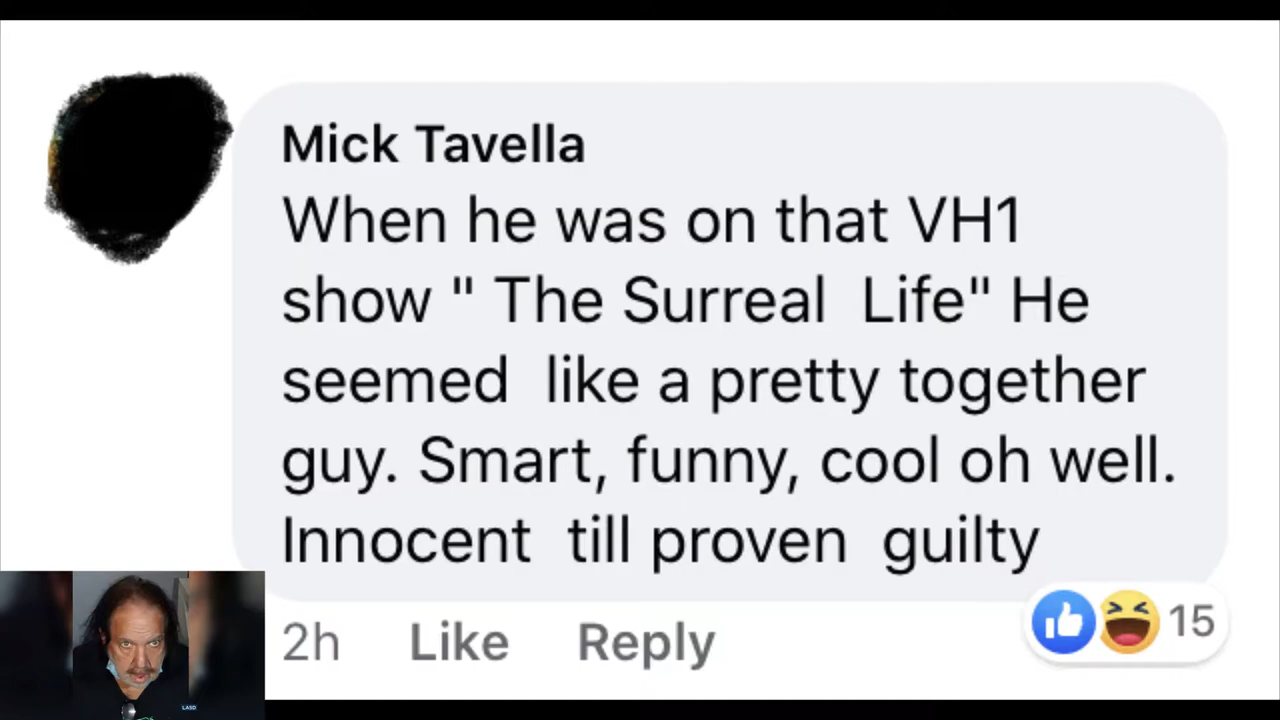 Mick Tavella
When he was on that VH1
show " The Surreal  Life" He
seemed  like a pretty together
guy. Smart, funny, cool oh well.
Innocent  till proven  guilty
2h Like Reply 15
LASD